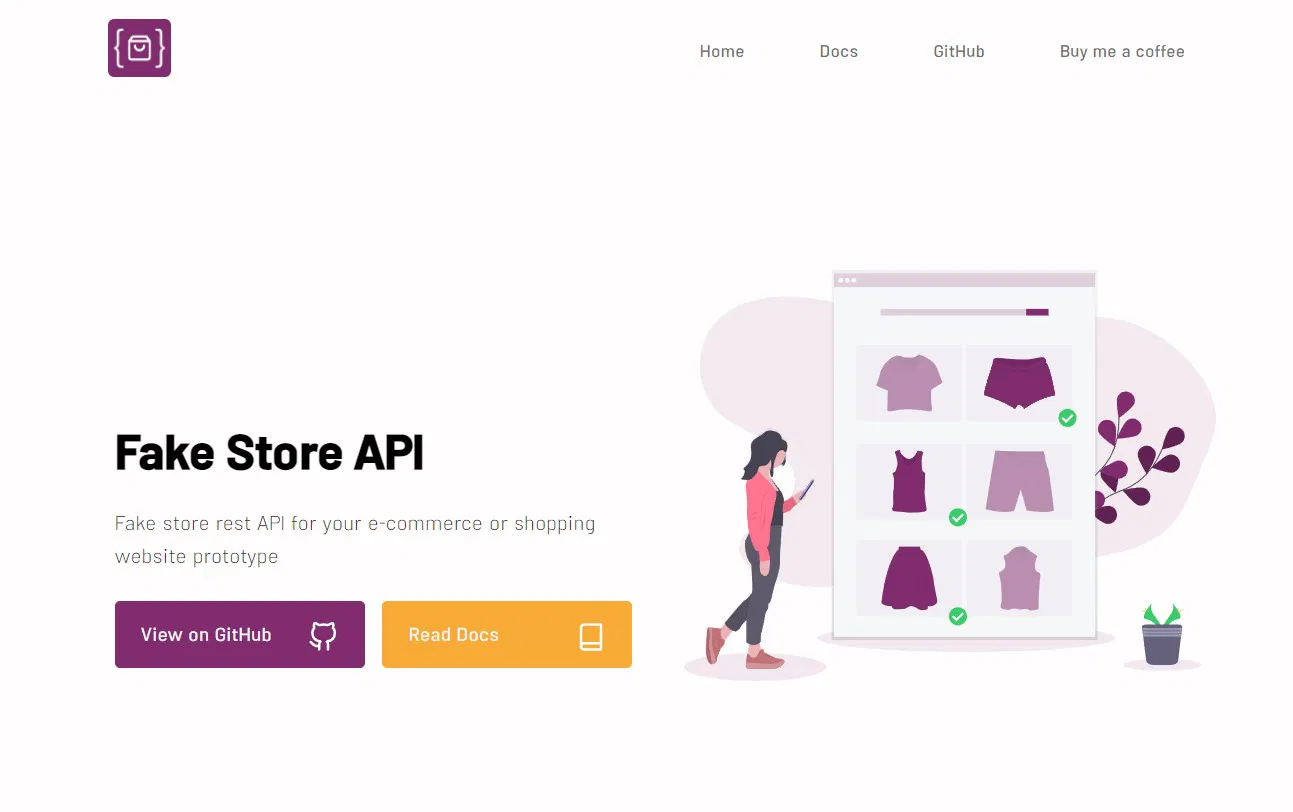 Home
Docs
GitHub
Buy me a coffee
Fake Store API
Fake store rest API for your e-commerce or shopping
website prototype
View on GitHub
Read Docs